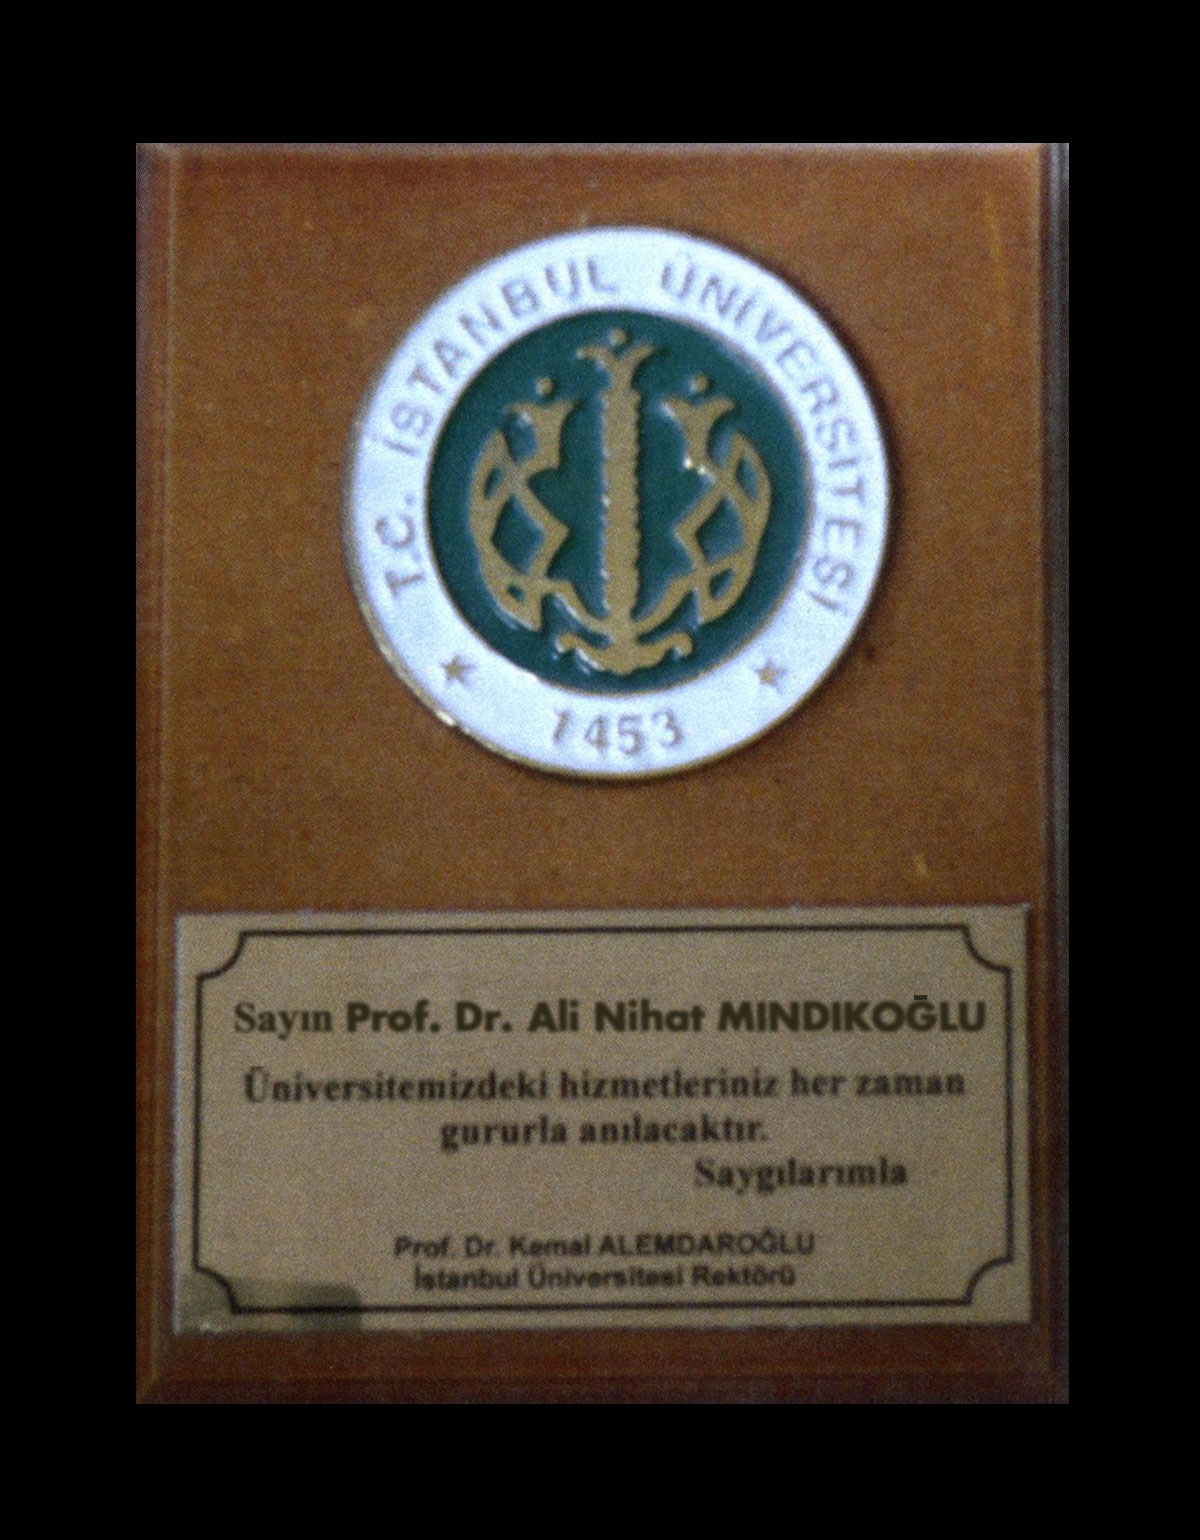 T.C. İSTANBUL ÜNİVERSİTESİ
1453
Sayın Prof. Dr. Ali Nihat MINDIKOĞLU
Üniversitemizdeki hizmetleriniz her zaman
gururla anılacaktır.
Saygılarımla
Prof. Dr. Kemal ALEMDAROĞLU
İstanbul Üniversitesi Rektörü